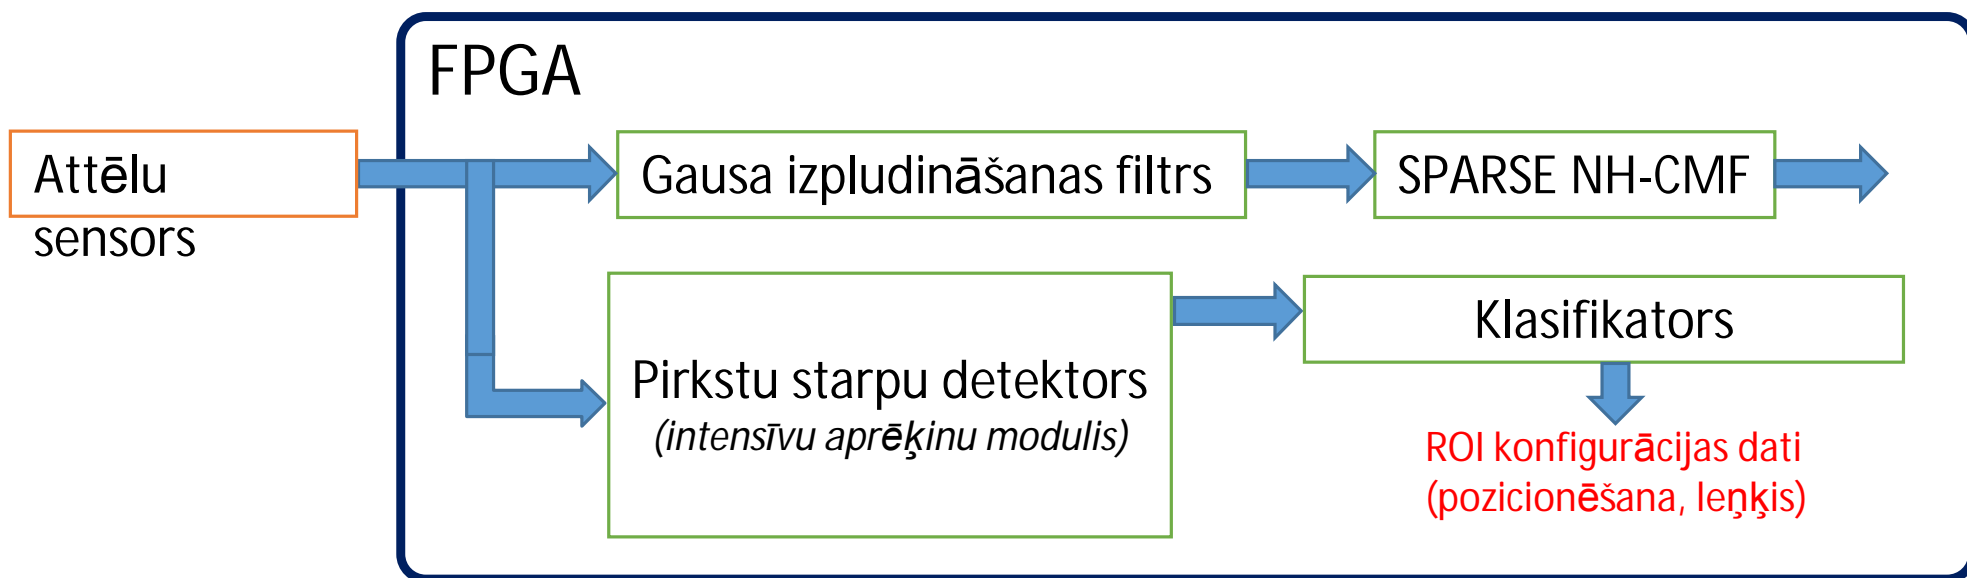 FPGA
Attēlu
sensors
Gausa izpludināšanas filtrs
SPARSE NH-CMF
Pirkstu starpu detektors
(intensīvu aprēķinu modulis)
Klasifikators
ROI konfigurācijas dati
(pozicionēšana, leņķis)